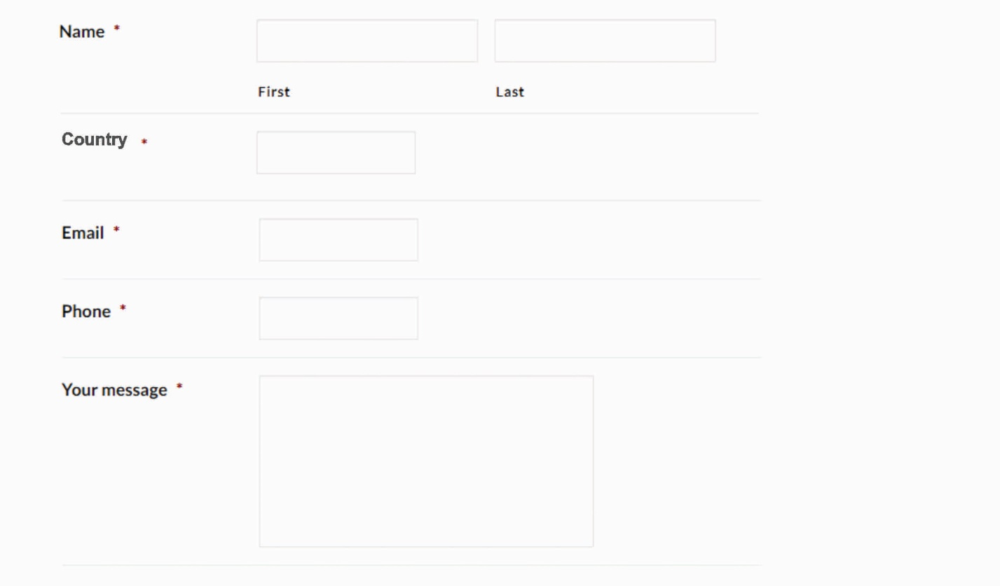 Name *
First Last
Country *
Email *
Phone *
Your message *